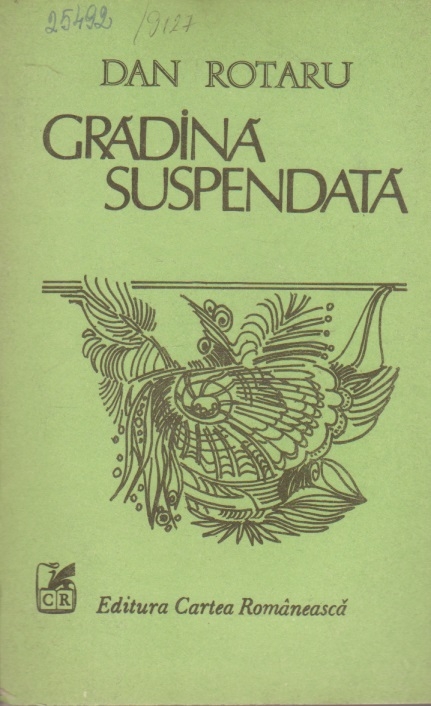 25492 /9127
DAN ROTARU
GRĂDINĂ
SUSPENDATĂ
CR
Editura Cartea Românească